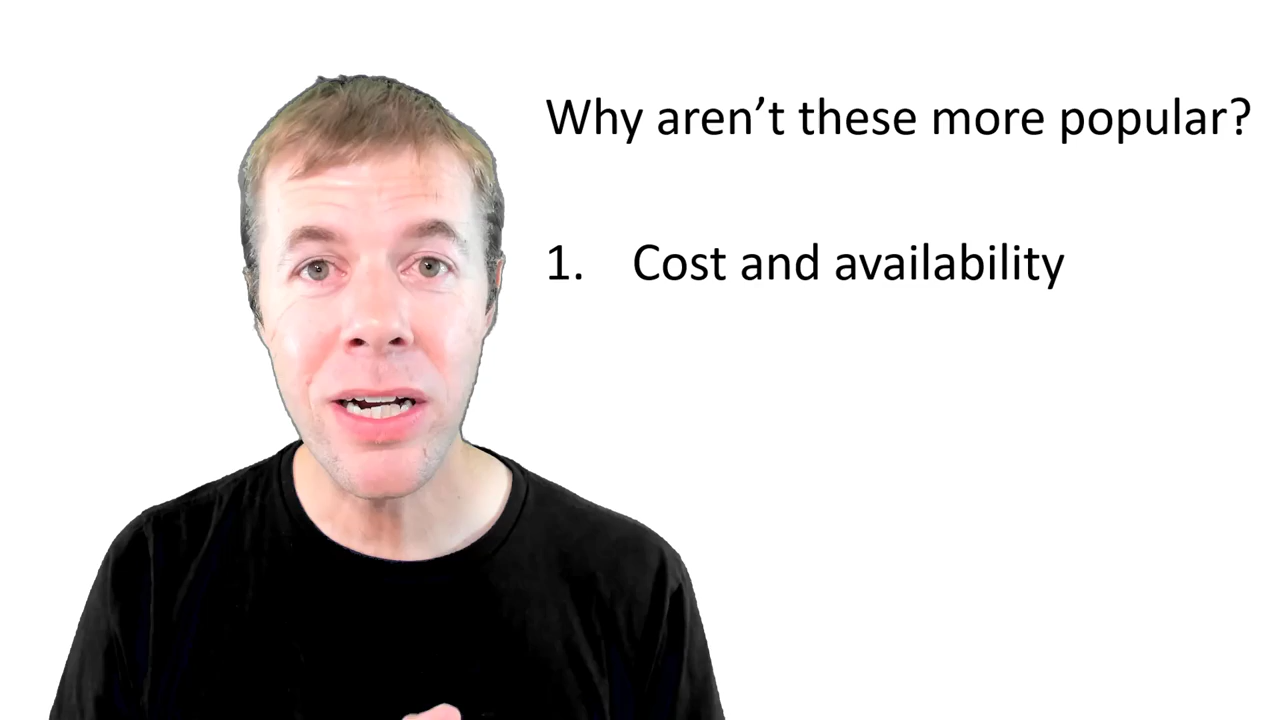 Why aren’t these more popular?
1. Cost and availability